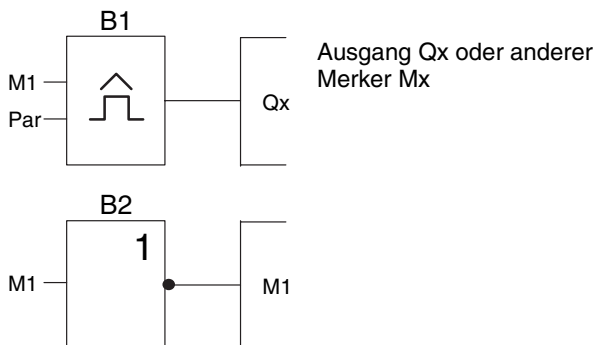 B1
M1
Par
Qx
Ausgang Qx oder anderer
Merker Mx
B2
1
M1
M1